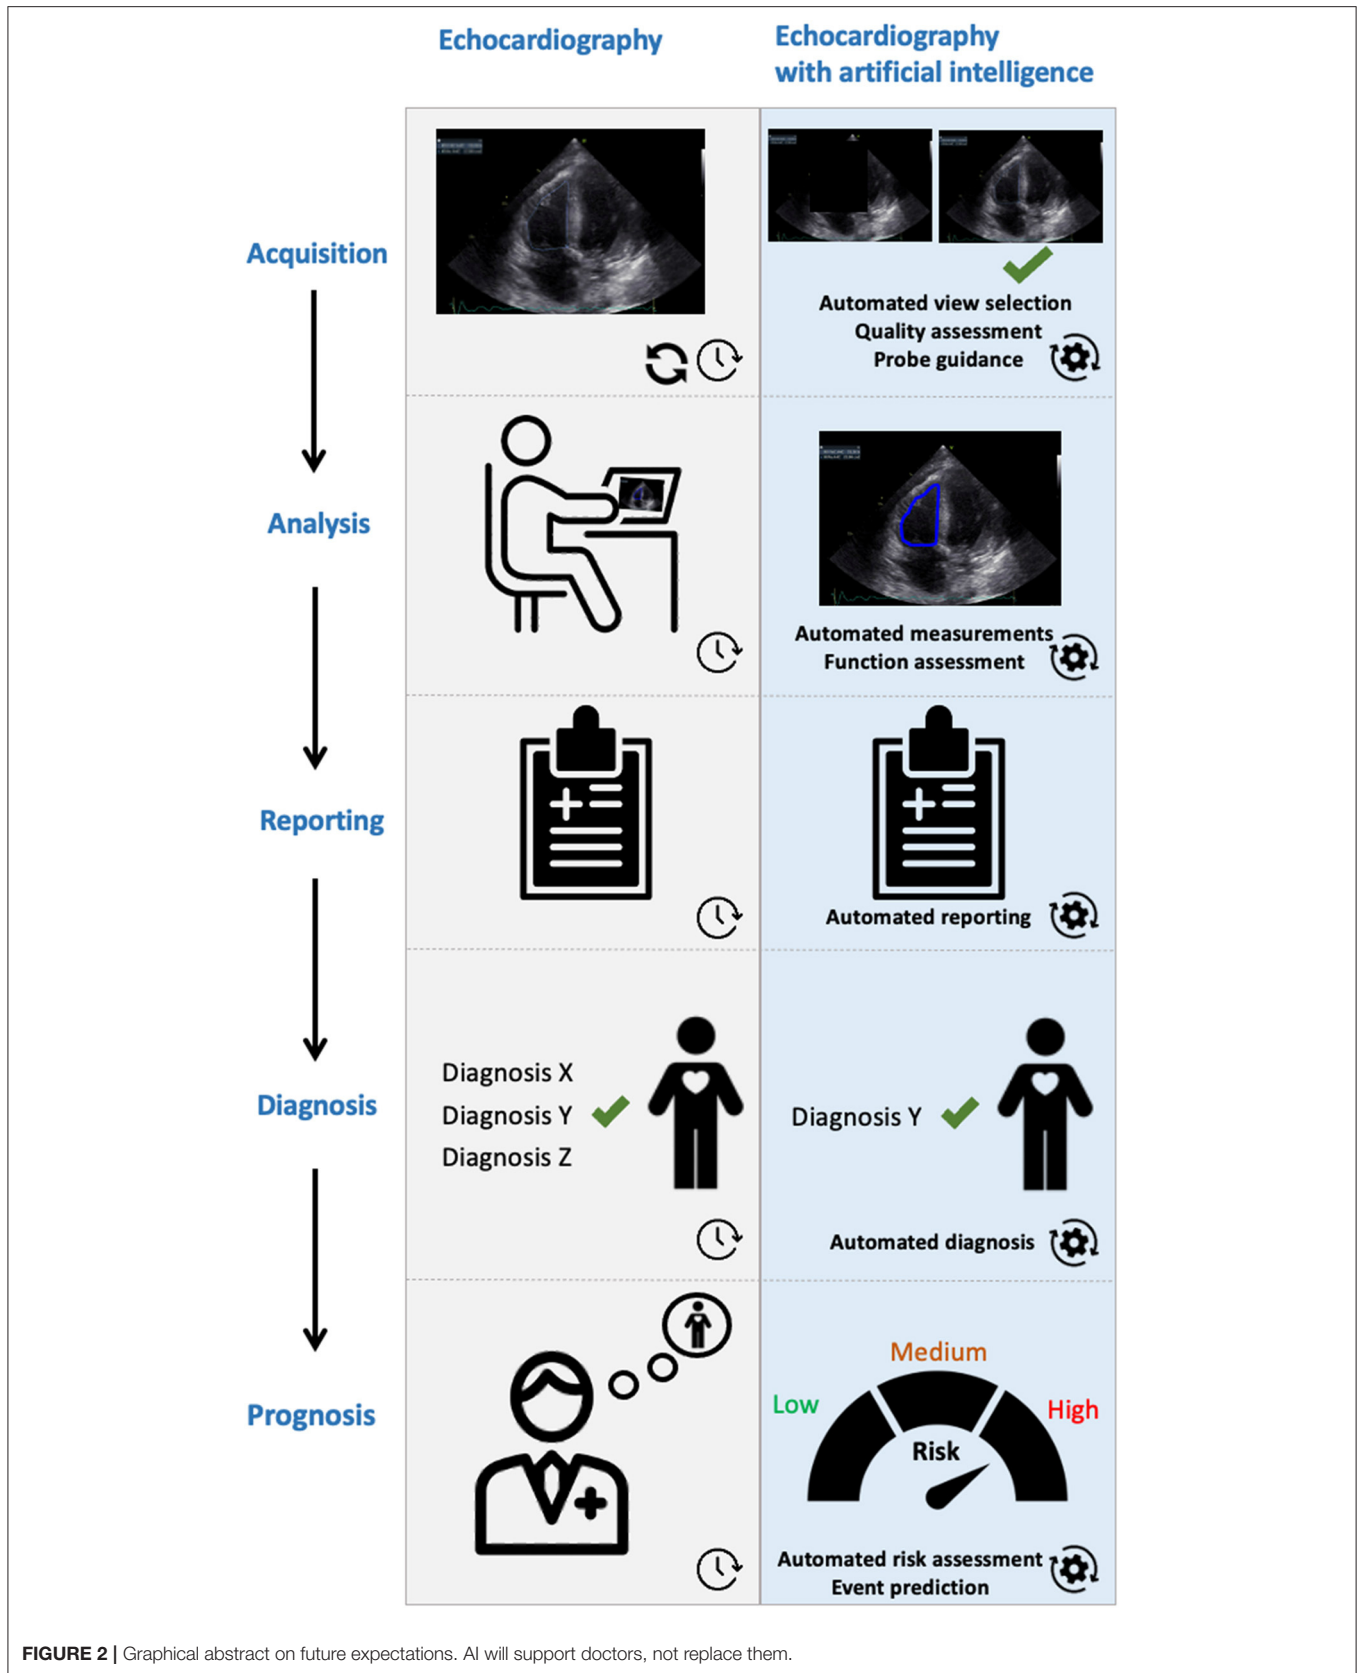 Echocardiography
Echocardiography
with artificial intelligence
Acquisition
Automated view selection
Quality assessment
Probe guidance
Analysis
Automated measurements
Function assessment
Reporting
Automated reporting
Diagnosis
Diagnosis X
Diagnosis Y
Diagnosis Z
Diagnosis Y
Automated diagnosis
Prognosis
Low
Medium
High
Risk
Automated risk assessment
Event prediction
FIGURE 2 | Graphical abstract on future expectations. AI will support doctors, not replace them.